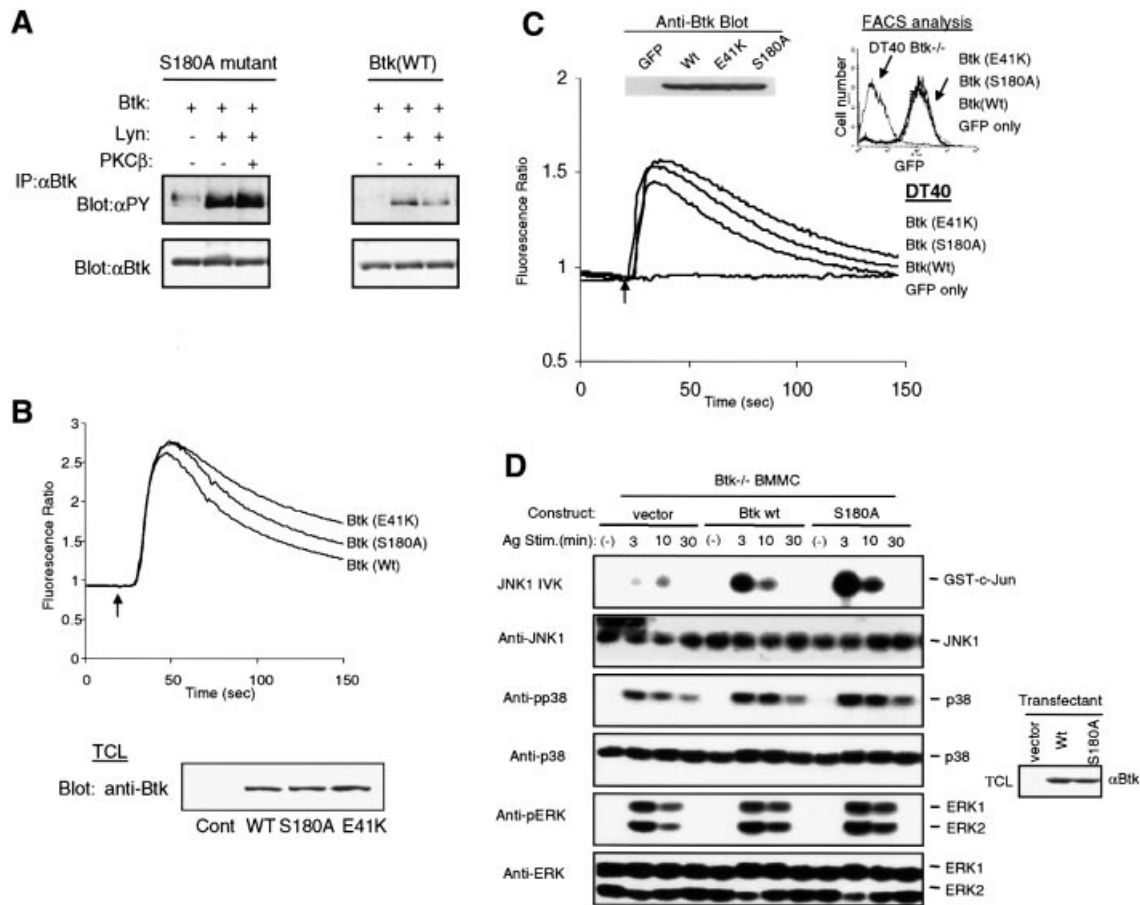 A
S180A mutant
Btk(WT)
Btk: + + + + + +
Lyn: - + + - + +
PKCβ: - - + - - +
IP:αBtk
Blot:αPY
Blot:αBtk
B
Fluorescence Ratio
3
2.5
2
1.5
1
0.5
0
0 50 100 150
Time (sec)
Btk (E41K)
Btk (S180A)
Btk (Wt)
TCL
Blot: anti-Btk
Cont WT S180A E41K
C
Anti-Btk Blot
GFP Wt E41K S180A
FACS analysis
DT40 Btk-/-
Btk (E41K)
Btk (S180A)
Btk(Wt)
GFP only
Cell number
GFP
Fluorescence Ratio
2
1.5
1
0.5
0 50 100 150
Time (sec)
DT40
Btk (E41K)
Btk (S180A)
Btk(Wt)
GFP only
D
Btk-/- BMMC
Construct: vector Btk wt S180A
Ag Stim.(min): (-) 3 10 30 (-) 3 10 30 (-) 3 10 30
JNK1 IVK GST-c-Jun
Anti-JNK1 JNK1
Anti-pp38 p38
Anti-p38 p38
Anti-pERK ERK1
ERK2
Anti-ERK ERK1
ERK2
Transfectant
vector Wt S180A
TCL αBtk